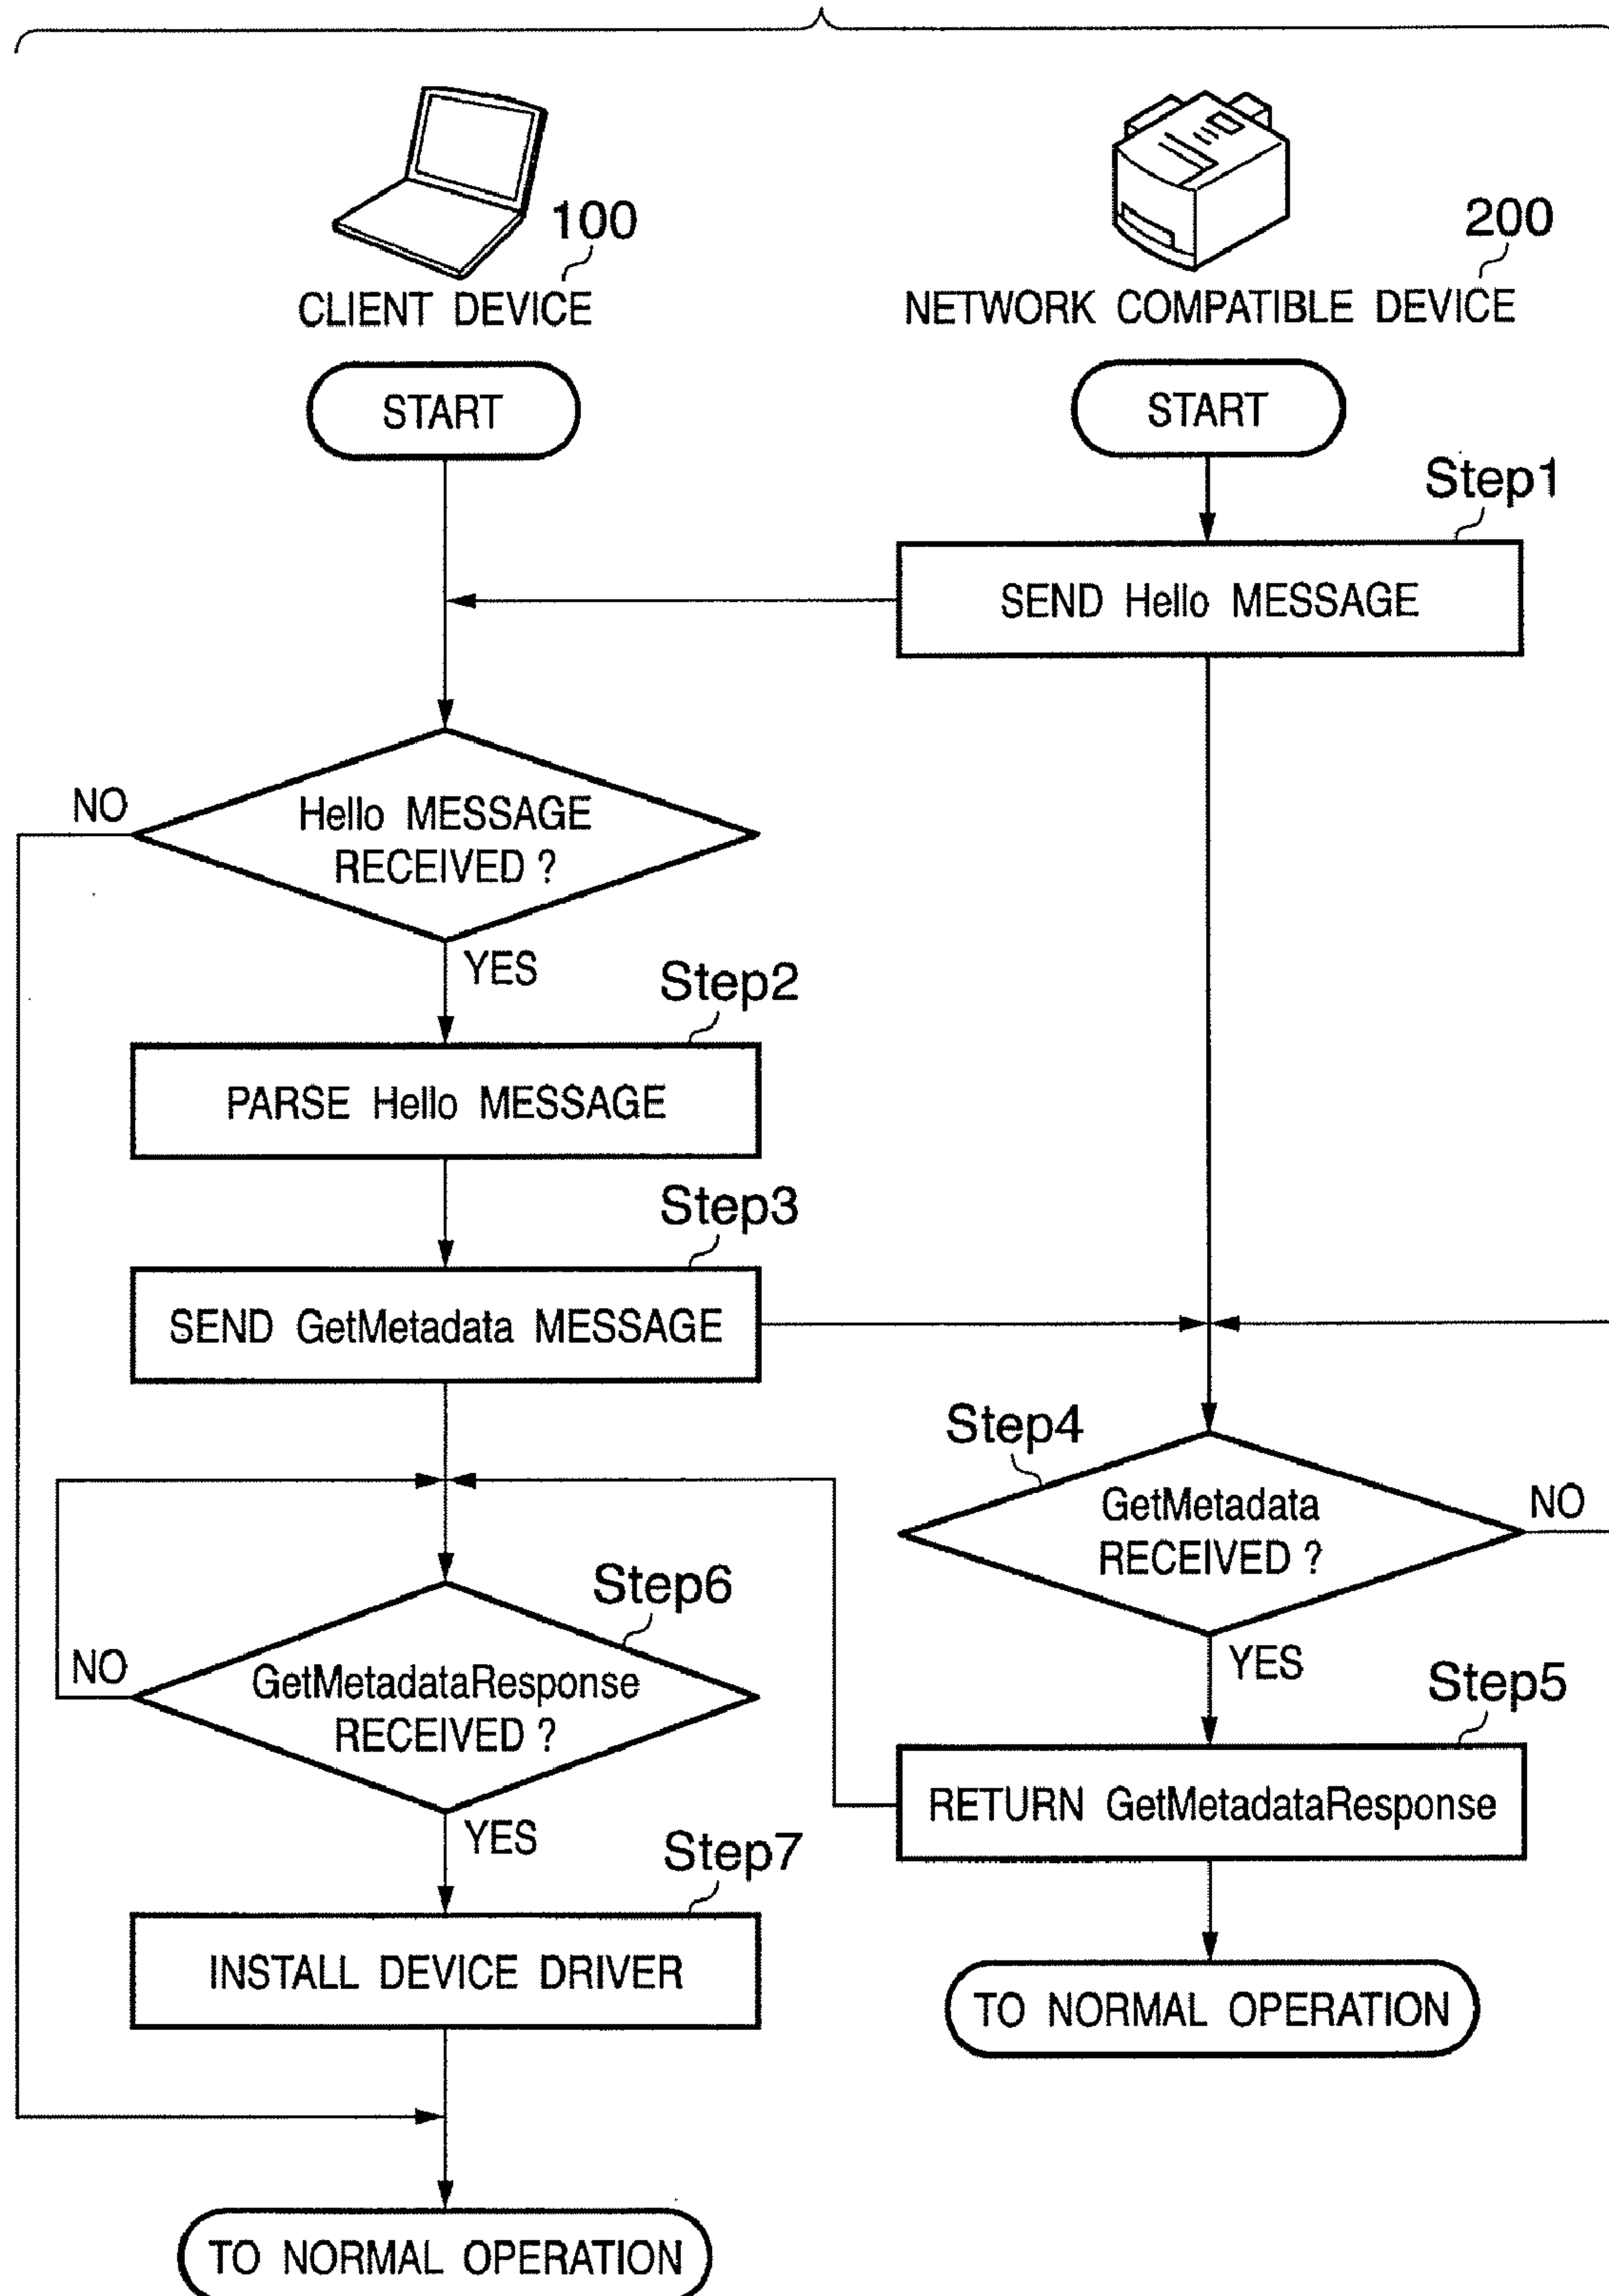 100
CLIENT DEVICE
200
NETWORK COMPATIBLE DEVICE
START
START
Step1
SEND Hello MESSAGE
Hello MESSAGE
RECEIVED ?
NO
YES
Step2
PARSE Hello MESSAGE
Step3
SEND GetMetadata MESSAGE
Step4
GetMetadata
RECEIVED ?
NO
YES
Step5
RETURN GetMetadataResponse
Step6
GetMetadataResponse
RECEIVED ?
NO
YES
Step7
INSTALL DEVICE DRIVER
TO NORMAL OPERATION
TO NORMAL OPERATION